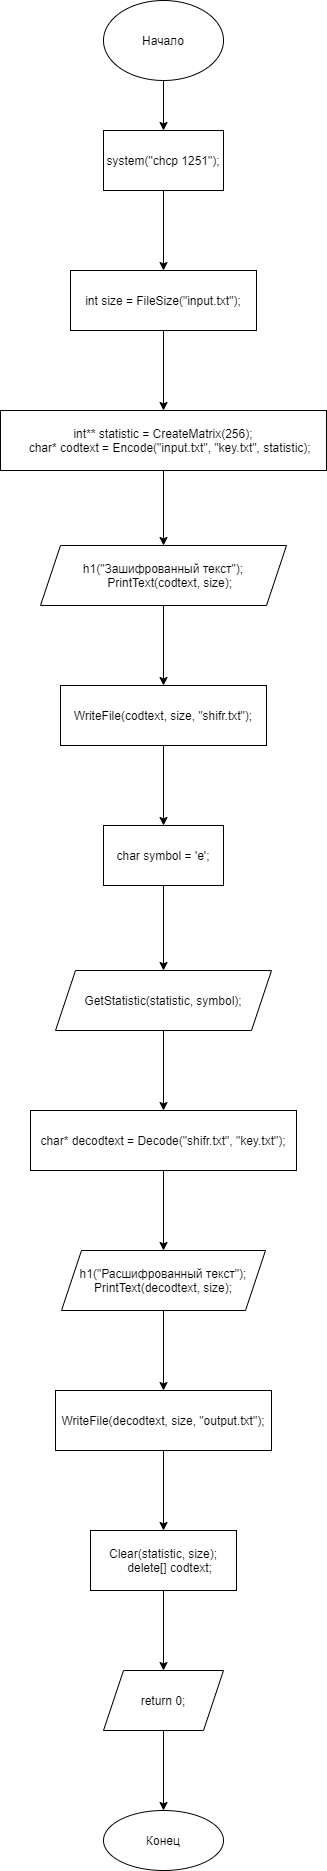 Начало
system("chcp 1251");
int size = FileSize("input.txt");
int** statistic = CreateMatrix(256);
char* codtext = Encode("input.txt", "key.txt", statistic);
h1("Зашифрованный текст");
PrintText(codtext, size);
WriteFile(codtext, size, "shifr.txt");
char symbol = 'e';
GetStatistic(statistic, symbol);
char* decodtext = Decode("shifr.txt", "key.txt");
h1("Расшифрованный текст");
PrintText(decodtext, size);
WriteFile(decodtext, size, "output.txt");
Clear(statistic, size);
delete[] codtext;
return 0;
Конец